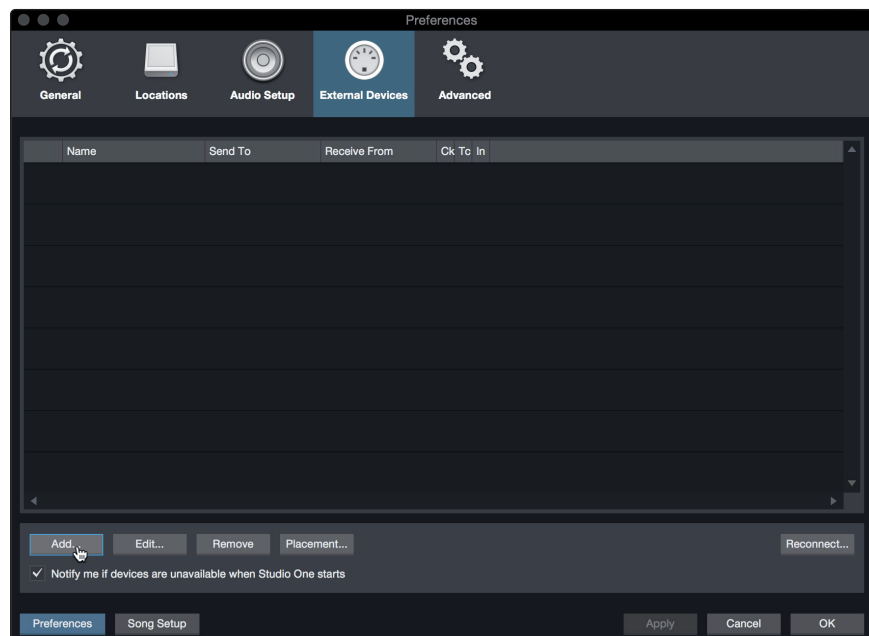 Preferences
General Locations Audio Setup External Devices Advanced
Name Send To Receive From Ck Tc In
Add... Edit... Remove Placement... Reconnect...
Notify me if devices are unavailable when Studio One starts
Preferences Song Setup Apply Cancel OK